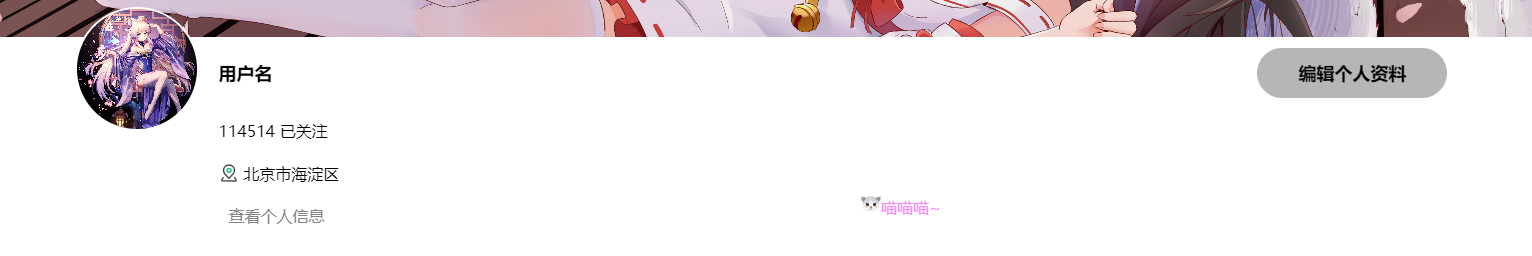 用户名
编辑个人资料
114514 已关注
北京市海淀区
喵喵喵~
查看个人信息